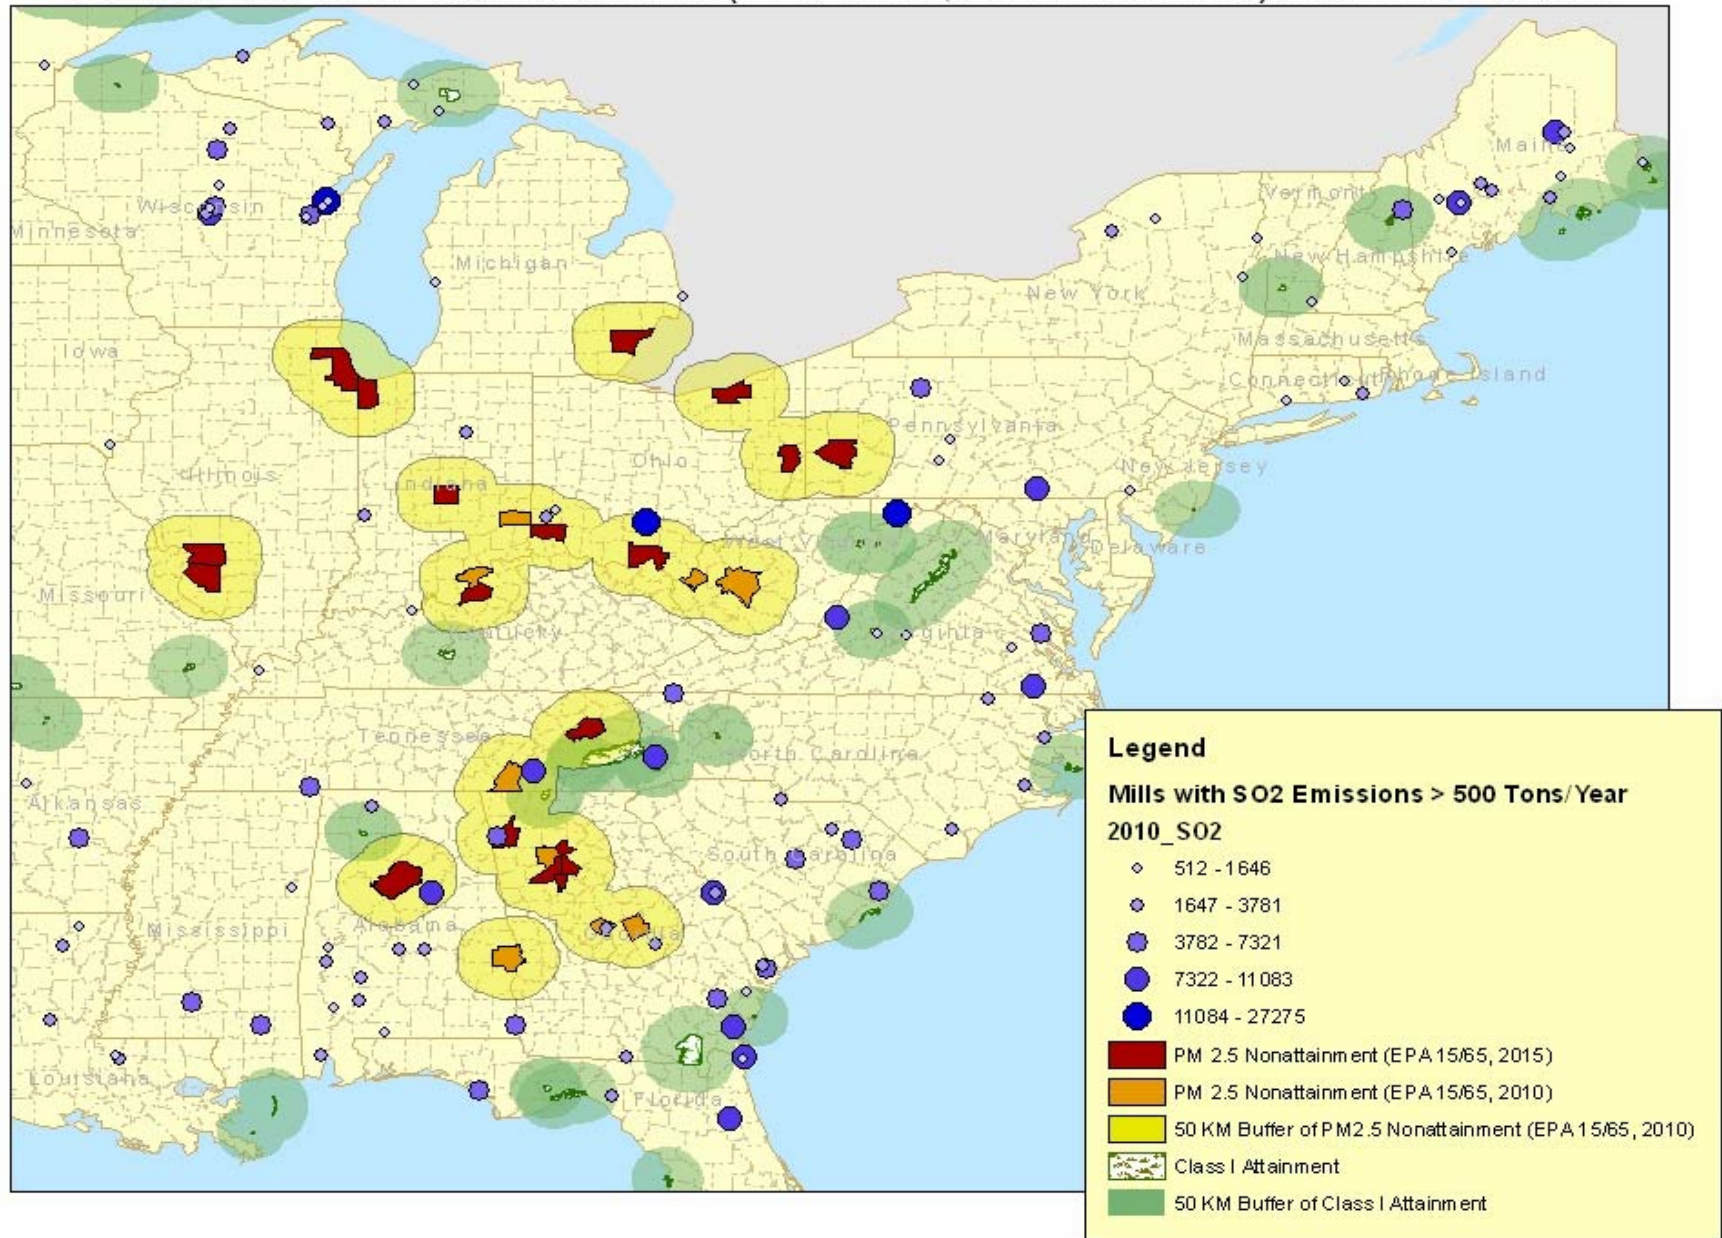 Maine
Vermont
Wisconsin
Minnesota
Michigan
New Hampshire
New York
Massachusetts
Iowa
Connecticut
Rhode Island
Pennsylvania
Ohio
New Jersey
Illinois
Indiana
West Virginia
Maryland
Delaware
Missouri
Kentucky
Virginia
Tennessee
North Carolina
Arkansas
South Carolina
Mississippi
Alabama
Georgia
Louisiana
Florida
Legend
Mills with SO2 Emissions > 500 Tons/Year
2010_SO2
512 - 1646
1647 - 3781
3782 - 7321
7322 - 11083
11084 - 27275
PM 2.5 Nonattainment (EPA 15/65, 2015)
PM 2.5 Nonattainment (EPA 15/65, 2010)
50 KM Buffer of PM2.5 Nonattainment (EPA 15/65, 2010)
Class I Attainment
50 KM Buffer of Class I Attainment